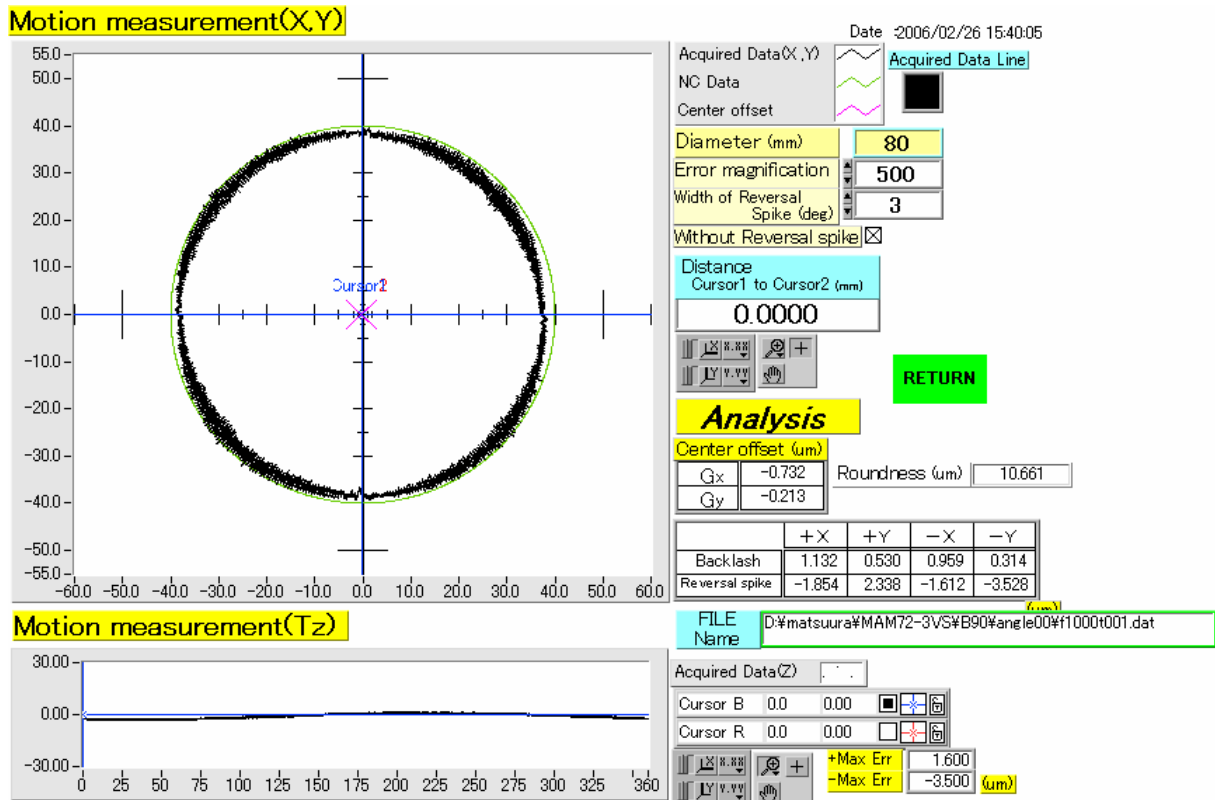 Motion measurement(X,Y)
Date :2006/02/26 15:40:05
Acquired Data(X,Y)
Acquired Data Line
NC Data
Center offset
Diameter (mm) 80
Error magnification 500
Width of Reversal
Spike (deg) 3
Without Reversal spike
Distance
Cursor1 to Cursor2 (mm)
0.0000
X X.XX
Y Y.YY
RETURN
Analysis
Center offset (um)
Gx -0.732
Gy -0.213
Roundness (um) 10.661
+X +Y -X -Y
Backlash 1.132 0.530 0.959 0.314
Reversal spike -1.854 2.338 -1.612 -3.528
(um)
55.0
50.0
40.0
30.0
20.0
10.0
0.0
-10.0
-20.0
-30.0
-40.0
-50.0
-55.0
-60.0 -50.0 -40.0 -30.0 -20.0 -10.0 0.0 10.0 20.0 30.0 40.0 50.0 60.0
Motion measurement(Tz)
FILE
Name
D:¥matsuura¥MAM72-3VS¥B90¥angle00¥f1000t001.dat
30.00
0.00
-30.00
0 25 50 75 100 125 150 175 200 225 250 275 300 325 360
Acquired Data(Z)
Cursor B 0.0 0.00
Cursor R 0.0 0.00
X X.XX
Y Y.YY
+Max Err 1.600
-Max Err -3.500 (um)